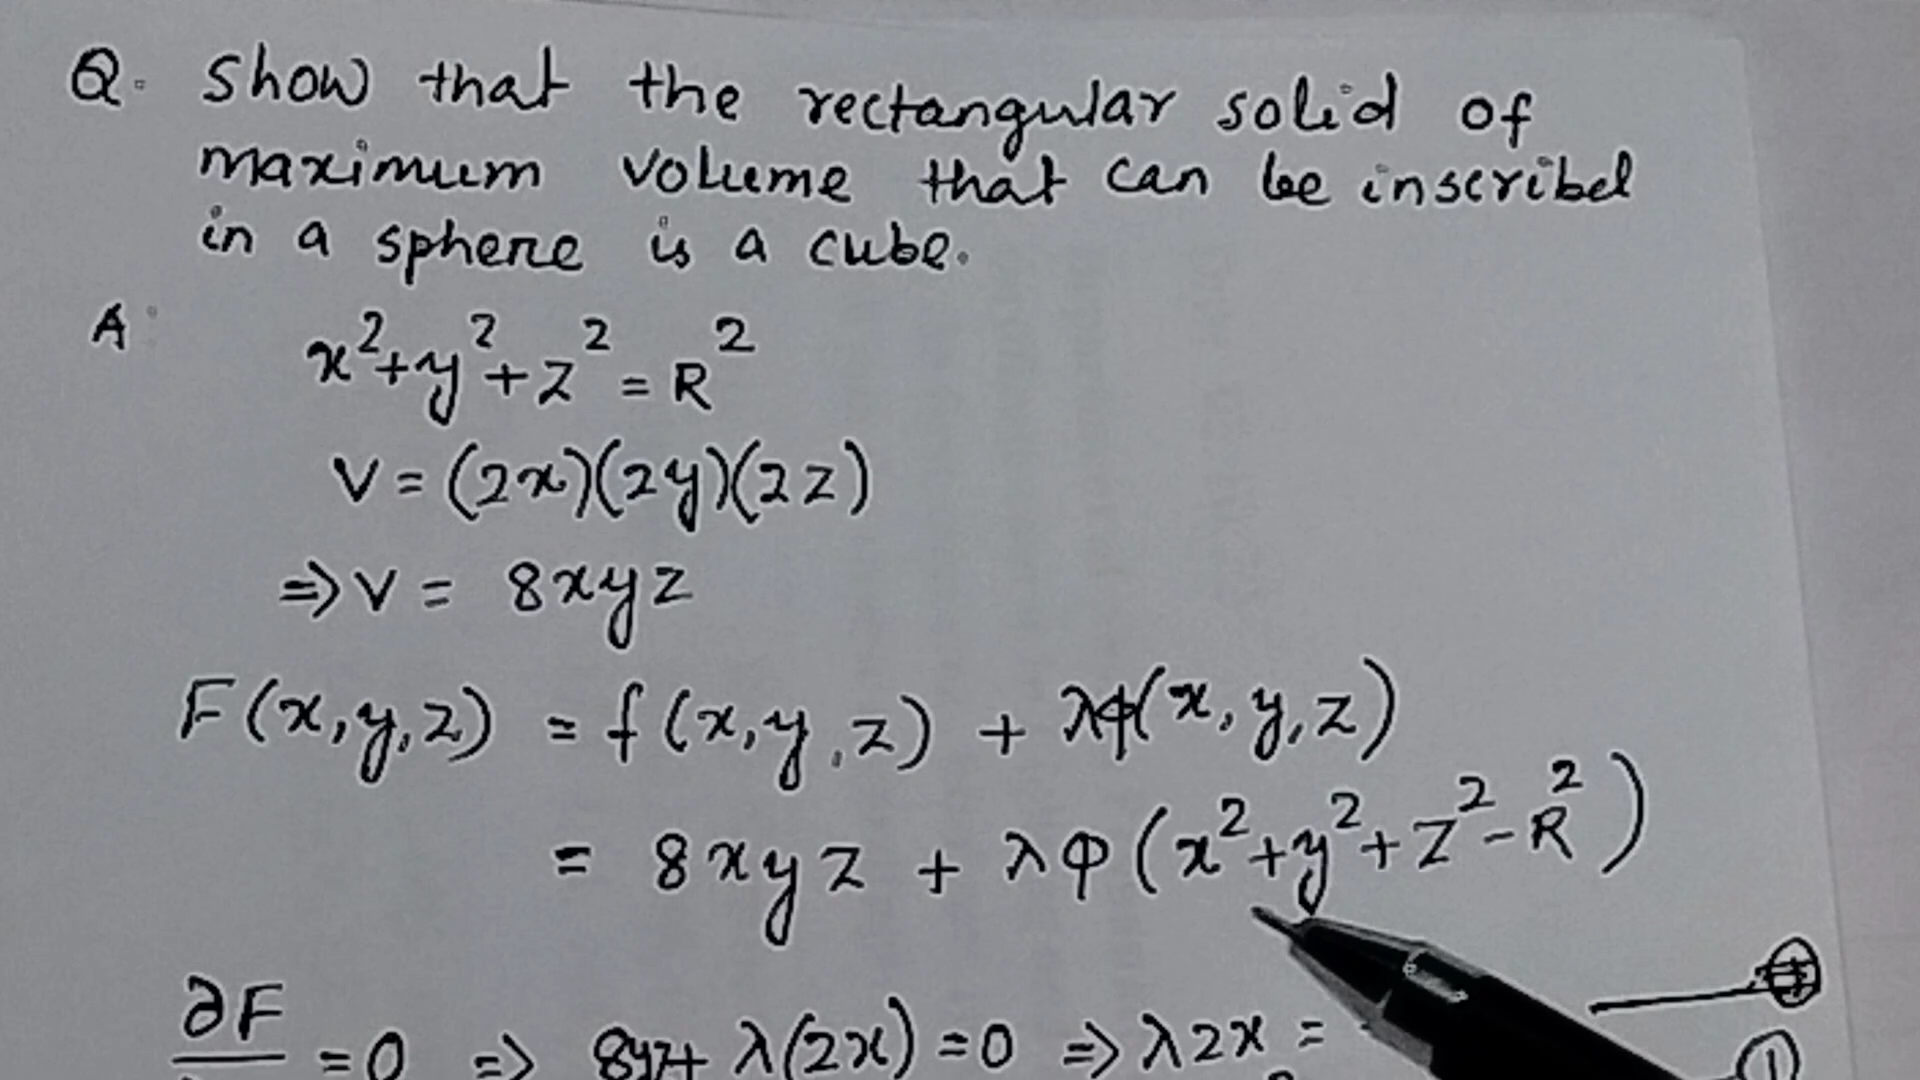 Q. Show that the rectangular solid of
maximum volume that can be inscribed
in a sphere is a cube.
A. x²+y²+z² = R²
V = (2x)(2y)(2z)
⇒ V = 8xyz
F(x,y,z) = f(x,y,z) + λφ(x,y,z)
= 8xyz + λφ(x²+y²+z²-R²)
∂F = 0 ⇒ 8yz + λ(2x) = 0 ⇒ λ2x =
①